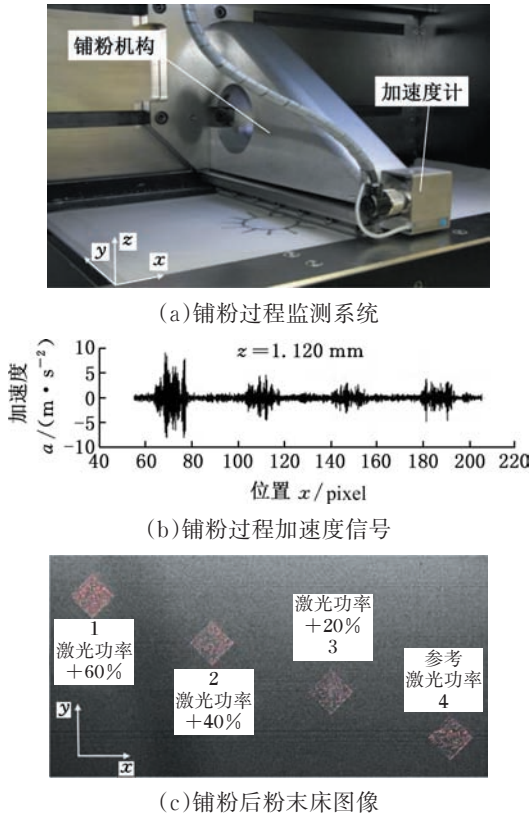 铺粉机构
加速度计
y
z
x
(a)铺粉过程监测系统
加速度
a/(m·s⁻²)
10
5
0
-5
-10
z=1.120 mm
40 60 80 100 120 140 160 180 200 220
位置 x/pixel
(b)铺粉过程加速度信号
1
激光功率
+60%
2
激光功率
+40%
激光功率
+20%
3
参考
激光功率
4
y
x
(c)铺粉后粉末床图像